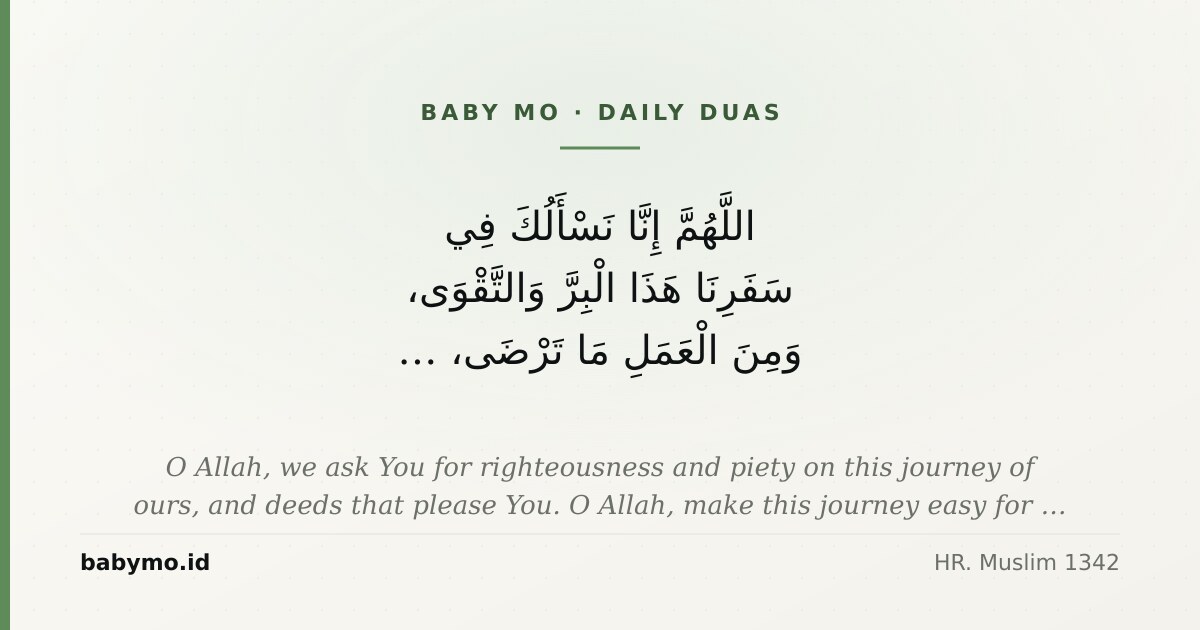 BABY MO · DAILY DUAS
اللَّهُمَّ إِنَّا نَسْأَلُكَ فِي
سَفَرِنَا هَذَا الْبِرَّ وَالتَّقْوَى،
وَمِنَ الْعَمَلِ مَا تَرْضَى، ...
O Allah, we ask You for righteousness and piety on this journey of
ours, and deeds that please You. O Allah, make this journey easy for ...
babymo.id
HR. Muslim 1342